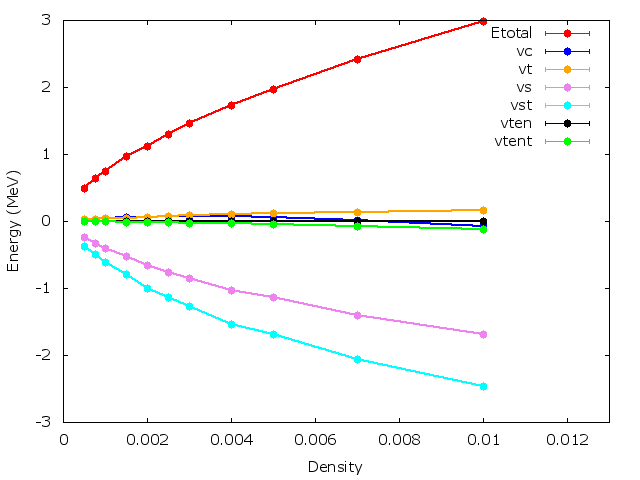 3
2
1
0
-1
-2
-3
Energy (MeV)
Etotal
vc
vt
vs
vst
vten
vtent
0 0.002 0.004 0.006 0.008 0.01 0.012
Density